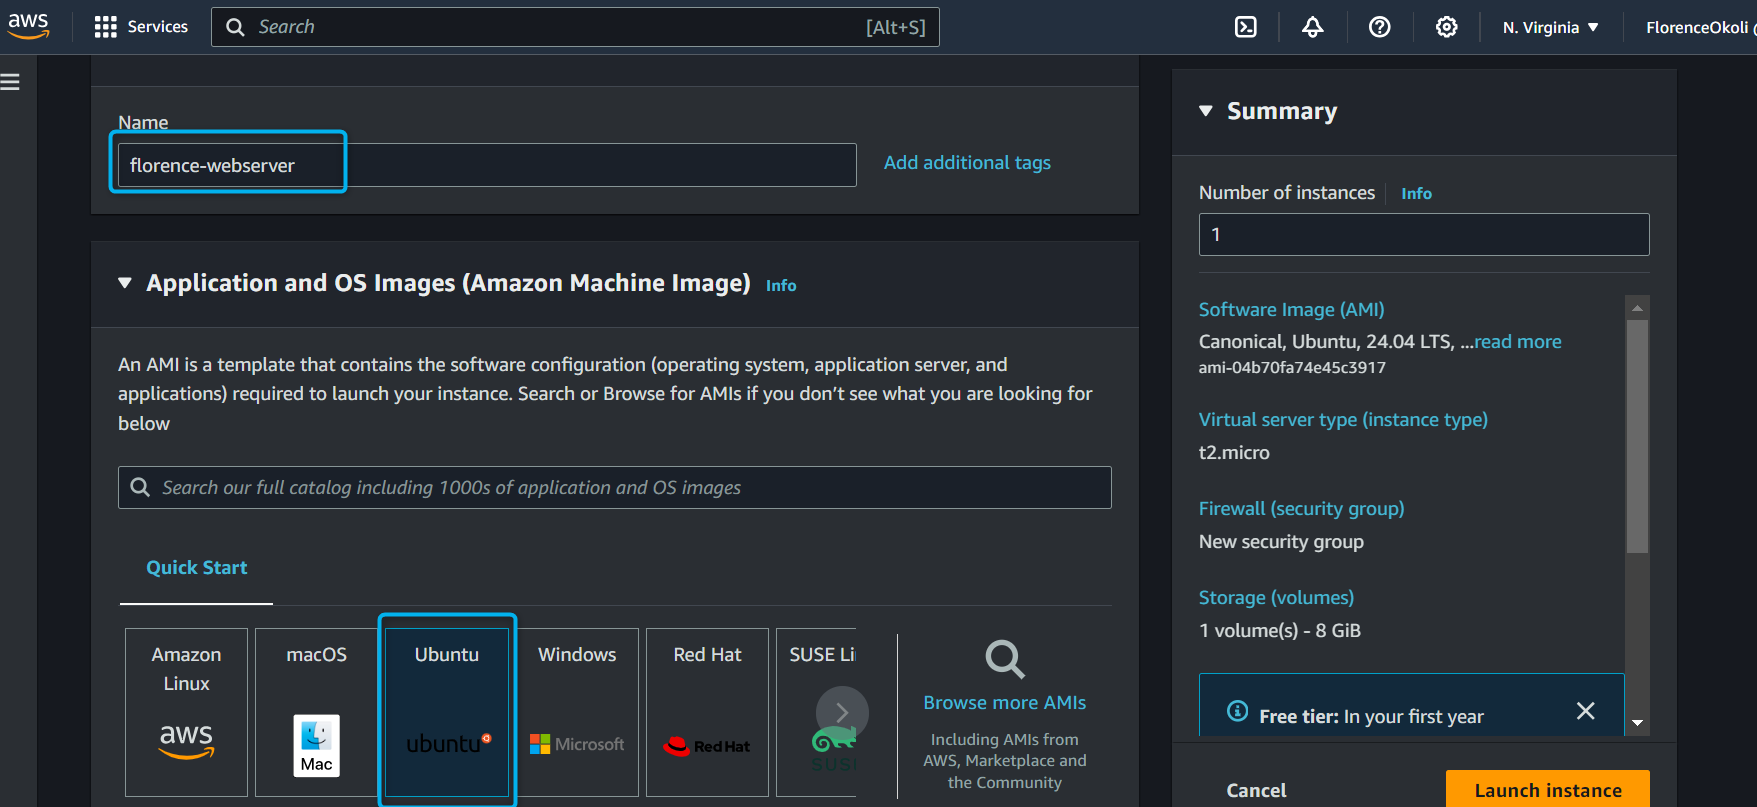 aws
Services
Search
[Alt+S]
N. Virginia
FlorenceOkoli
Name
florence-webserver
Add additional tags
Application and OS Images (Amazon Machine Image) Info
An AMI is a template that contains the software configuration (operating system, application server, and
applications) required to launch your instance. Search or Browse for AMIs if you don’t see what you are looking for
below
Search our full catalog including 1000s of application and OS images
Quick Start
Amazon
Linux
aws
macOS
Mac
Ubuntu
ubuntu
Windows
Microsoft
Red Hat
Red Hat
SUSE Li
SUSE
Browse more AMIs
Including AMIs from
AWS, Marketplace and
the Community
Summary
Number of instances Info
1
Software Image (AMI)
Canonical, Ubuntu, 24.04 LTS, ...read more
ami-04b70fa74e45c3917
Virtual server type (instance type)
t2.micro
Firewall (security group)
New security group
Storage (volumes)
1 volume(s) - 8 GiB
Free tier: In your first year
Cancel
Launch instance